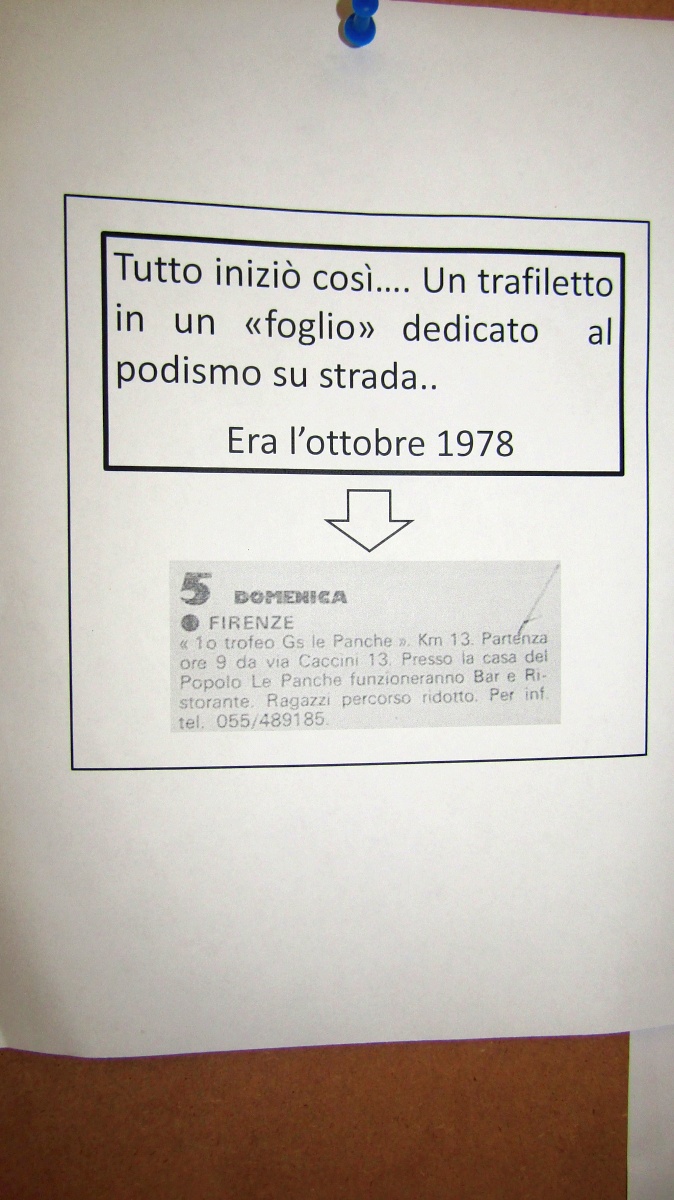 Tutto iniziò così.... Un trafiletto
in un «foglio» dedicato al
podismo su strada..
Era l'ottobre 1978
5 DOMENICA
● FIRENZE
« 1o trofeo Gs le Panche ». Km 13. Partenza
ore 9 da via Caccini 13. Presso la casa del
Popolo Le Panche funzioneranno Bar e Ri-
storante. Ragazzi percorso ridotto. Per inf.
tel. 055/489185.